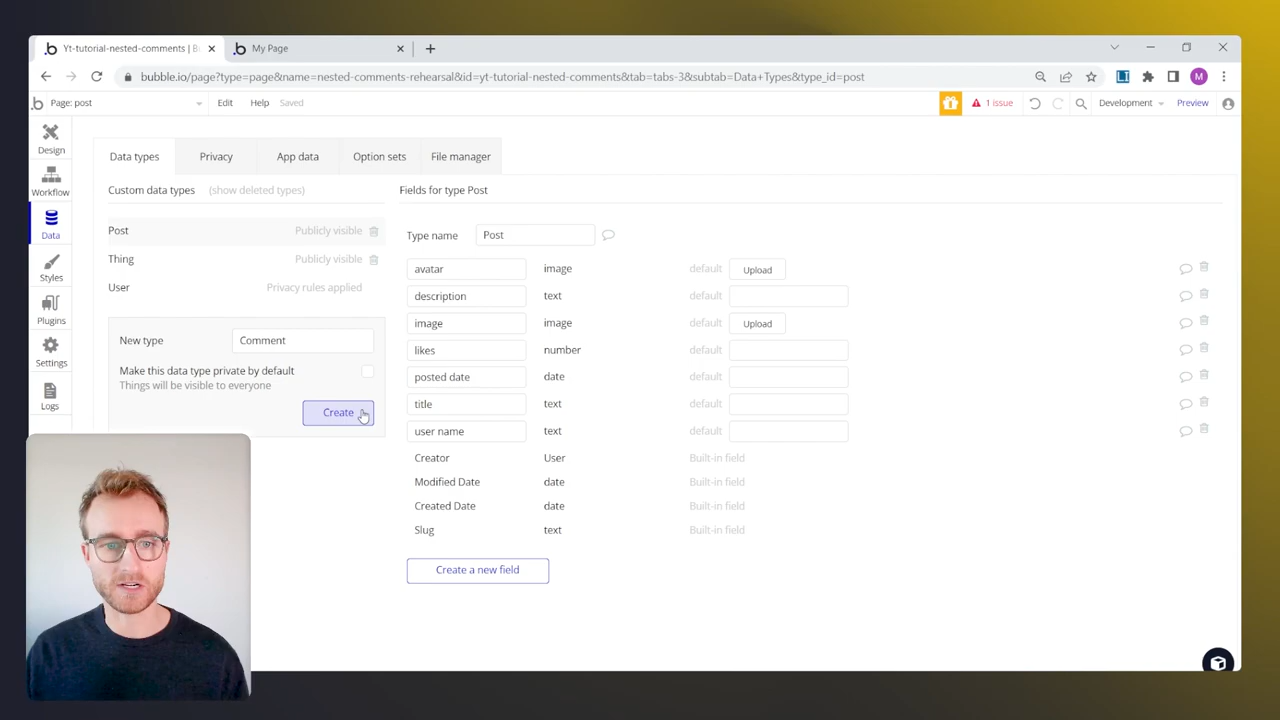 Yt-tutorial-nested-comments | B
My Page
bubble.io/page?type=page&name=nested-comments-rehearsal&id=yt-tutorial-nested-comments&tab=tabs-3&subtab=Data+Types&type_id=post
M
Page: post
Edit
Help
Saved
1 issue
Development
Preview
Design
Workflow
Data
Styles
Plugins
Settings
Logs
Data types
Privacy
App data
Option sets
File manager
Custom data types (show deleted types)
Post Publicly visible
Thing Publicly visible
User Privacy rules applied
New type Comment
Make this data type private by default
Things will be visible to everyone
Create
Fields for type Post
Type name Post
avatar image default Upload
description text default
image image default Upload
likes number default
posted date date default
title text default
user name text default
Creator User Built-in field
Modified Date date Built-in field
Created Date date Built-in field
Slug text Built-in field
Create a new field